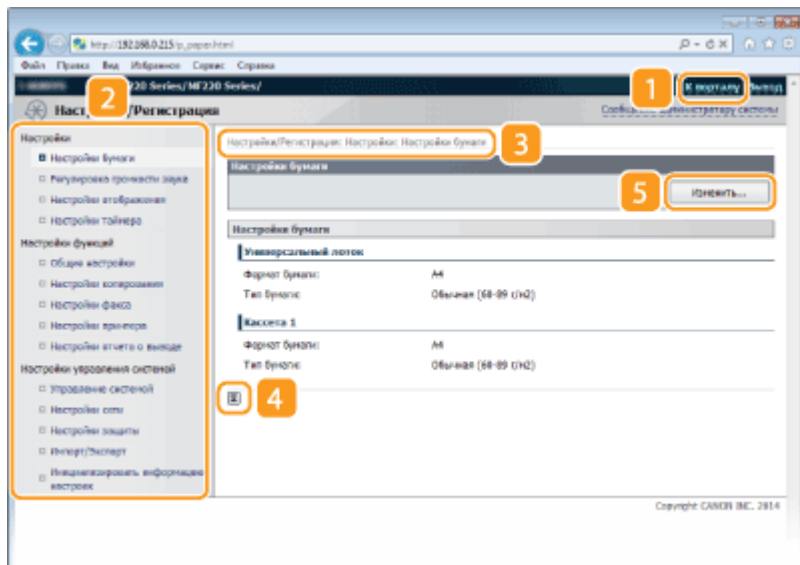 http://192.168.0.215/p_paper.html
Файл Правка Вид Избранное Сервис Справка
220 Series/MF220 Series/
1
К порталу
Выход
2
Наст
/Регистрация
Сообщение администратору системы
Настройки
Настройки бумаги
Регулировка громкости звука
Настройки отображения
Настройки таймера
Настройки функций
Общие настройки
Настройки копирования
Настройки факса
Настройки принтера
Настройки отчета о выводе
Настройки управления системой
Управление системой
Настройки сети
Настройки защиты
Импорт/Экспорт
Инициализировать информацию
настроек
Настройки/Регистрация: Настройки: Настройки бумаги
3
Настройки бумаги
5
Изменить...
Настройки бумаги
Универсальный лоток
Формат бумаги: A4
Тип бумаги: Обычная (60-89 г/м2)
Кассета 1
Формат бумаги: A4
Тип бумаги: Обычная (60-89 г/м2)
4
Copyright CANON INC. 2014